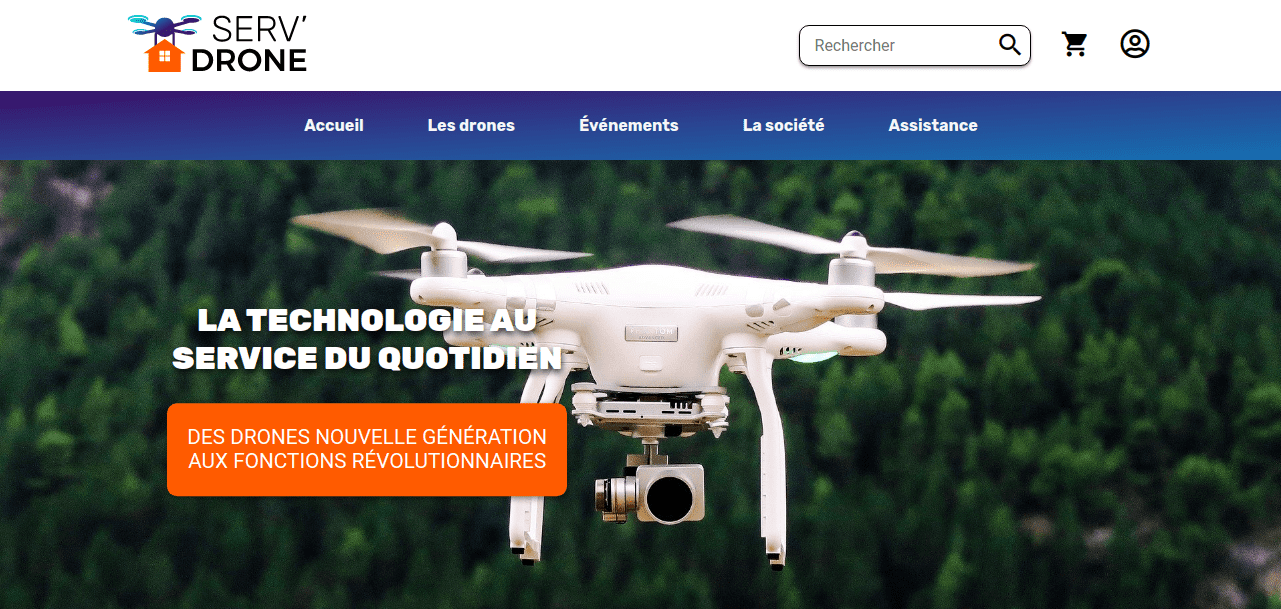 SERV'
DRONE
Rechercher
Accueil Les drones Événements La société Assistance
LA TECHNOLOGIE AU
SERVICE DU QUOTIDIEN
DES DRONES NOUVELLE GÉNÉRATION
AUX FONCTIONS RÉVOLUTIONNAIRES